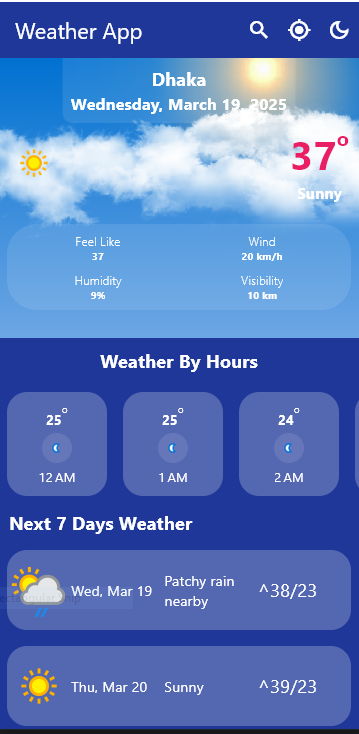 Weather App
Dhaka
Wednesday, March 19, 2025
37°
Sunny
Feel Like
37
Wind
20 km/h
Humidity
9%
Visibility
10 km
Weather By Hours
25°
25°
24°
12 AM
1 AM
2 AM
Next 7 Days Weather
Wed, Mar 19
Patchy rain
nearby
^38/23
Thu, Mar 20
Sunny
^39/23